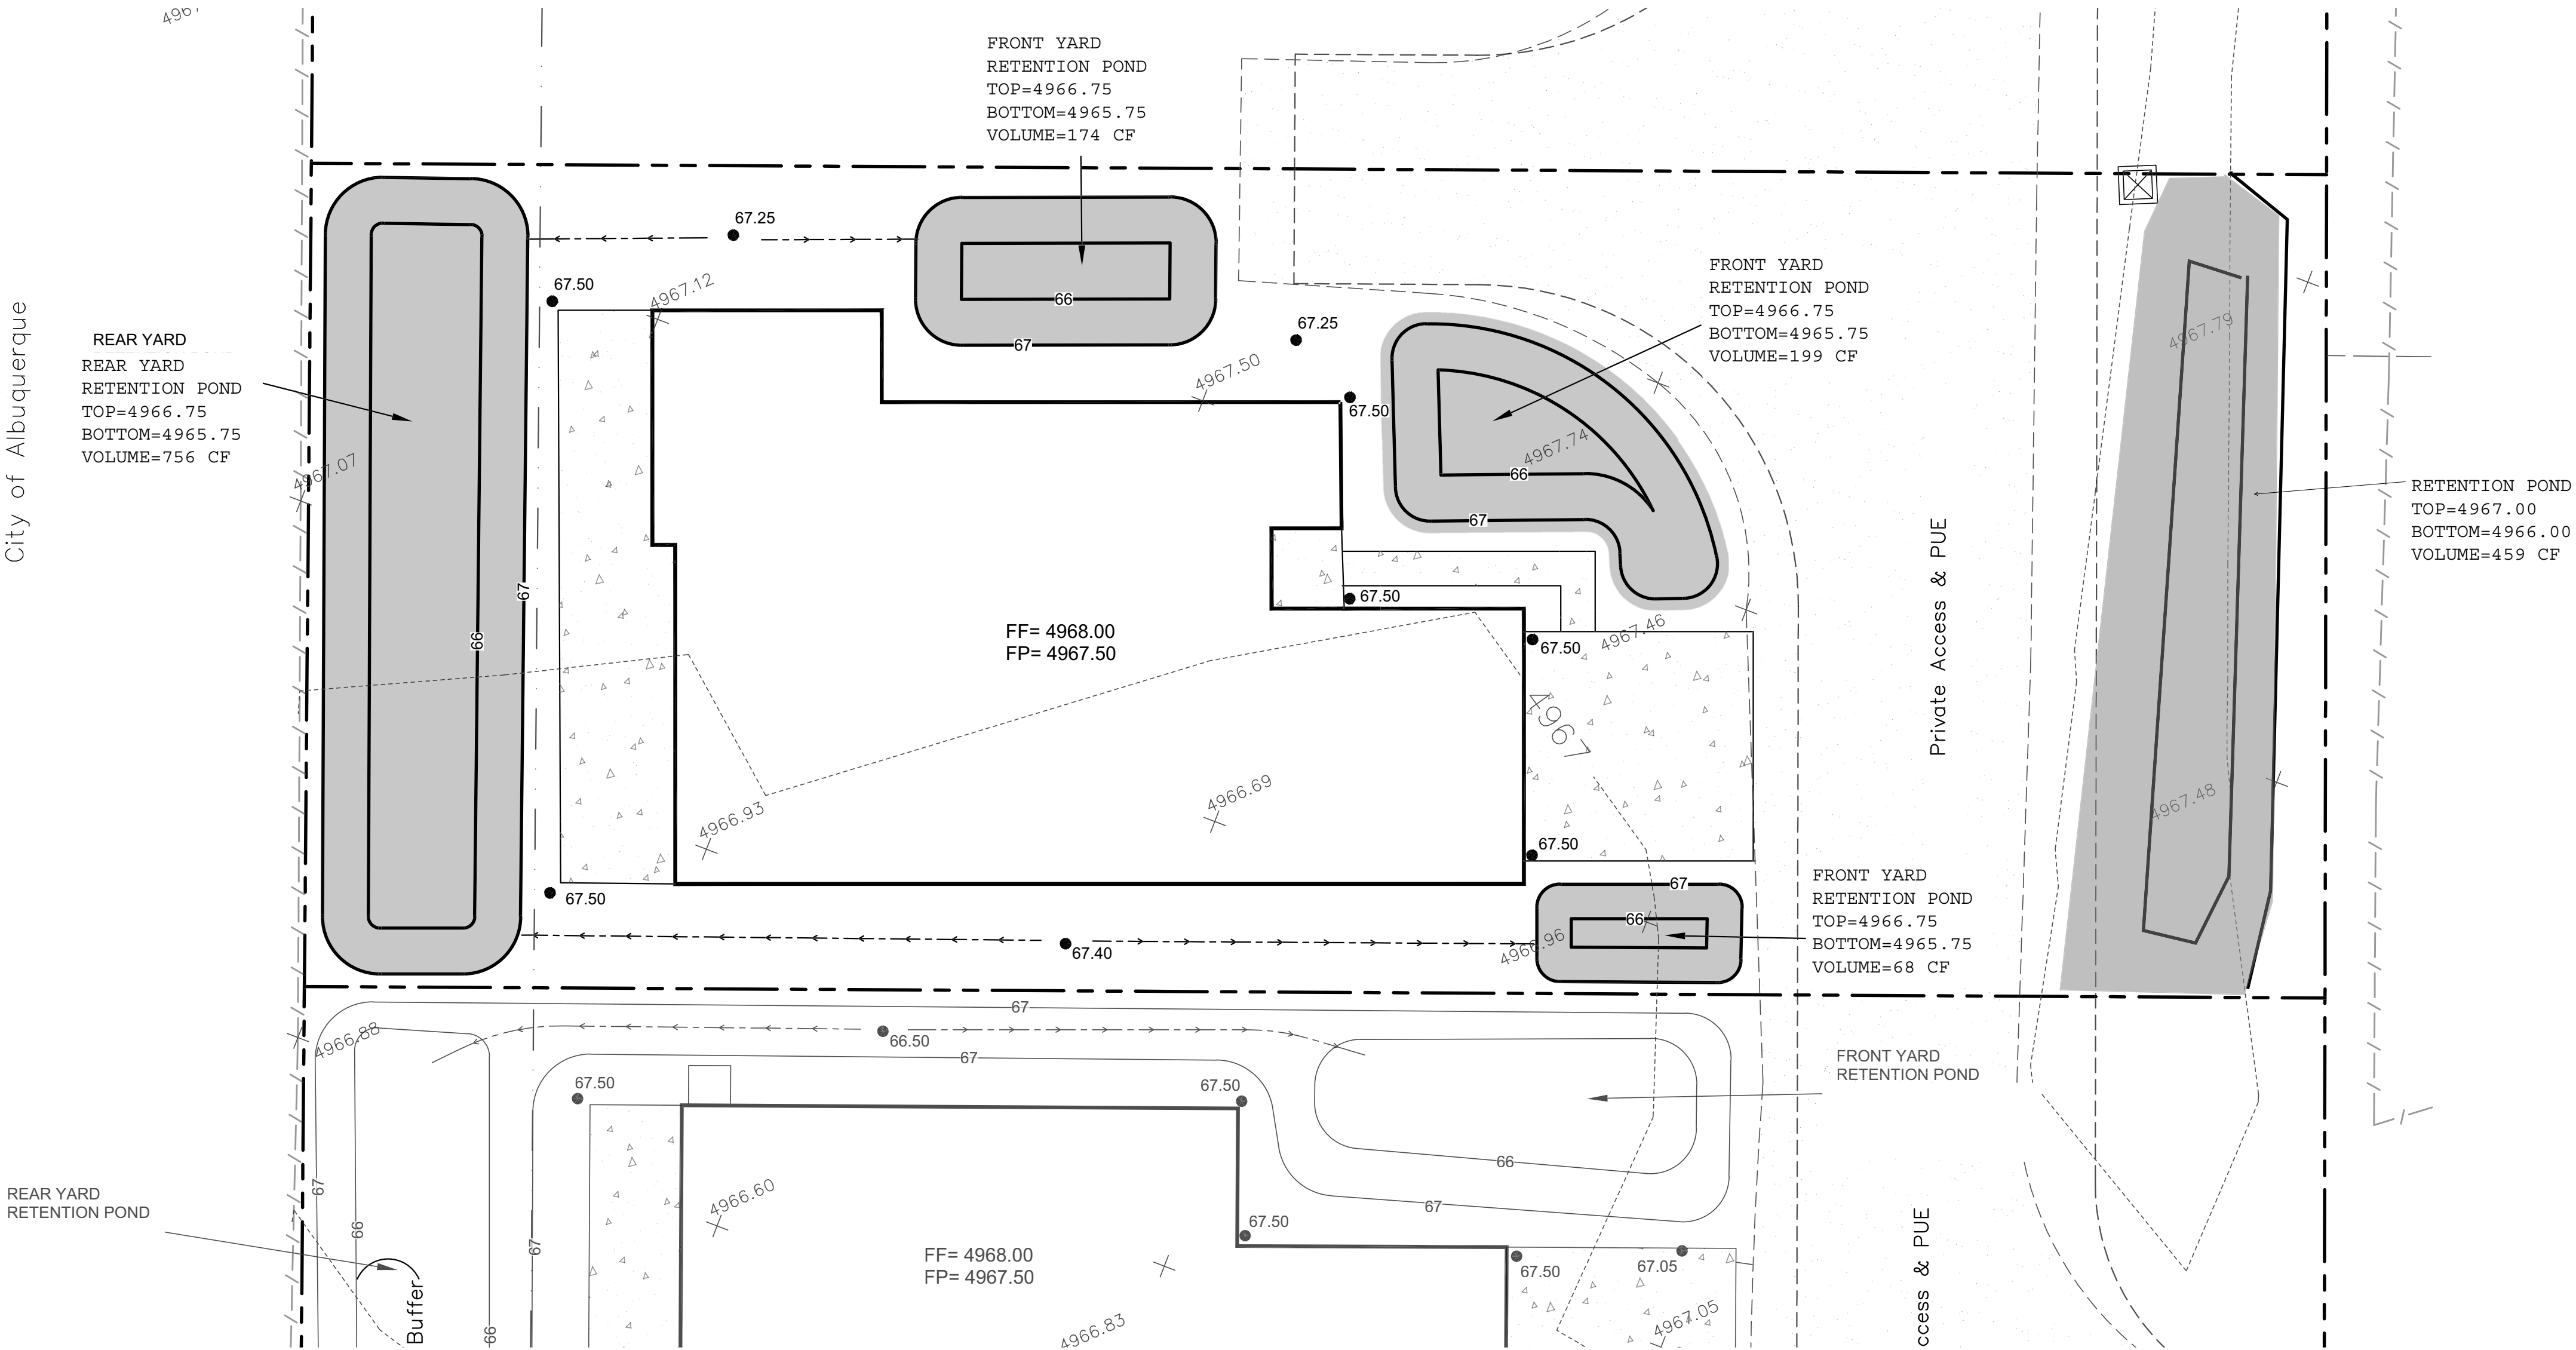 FRONT YARD
RETENTION POND
TOP=4966.75
BOTTOM=4965.75
VOLUME=174 CF
67.25
67.50
4967.12
66
67
67.25
4967.50
67.50
FRONT YARD
RETENTION POND
TOP=4966.75
BOTTOM=4965.75
VOLUME=199 CF
4967.74
66
67
4967.79
City of Albuquerque
REAR YARD
REAR YARD
RETENTION POND
TOP=4966.75
BOTTOM=4965.75
VOLUME=756 CF
4967.07
67
66
RETENTION POND
TOP=4967.00
BOTTOM=4966.00
VOLUME=459 CF
Private Access & PUE
67.50
FF= 4968.00
FP= 4967.50
67.50
4967.46
4967
4966.93
4966.69
4967.48
67.50
67.50
67.40
67
66
4966.96
FRONT YARD
RETENTION POND
TOP=4966.75
BOTTOM=4965.75
VOLUME=68 CF
67
4966.88
66.50
67
67.50
67.50
FRONT YARD
RETENTION POND
66
67
REAR YARD
RETENTION POND
67
66
67
66
4966.60
67.50
FF= 4968.00
FP= 4967.50
67.50
67.05
4967.05
4966.83
Buffer
ccess & PUE